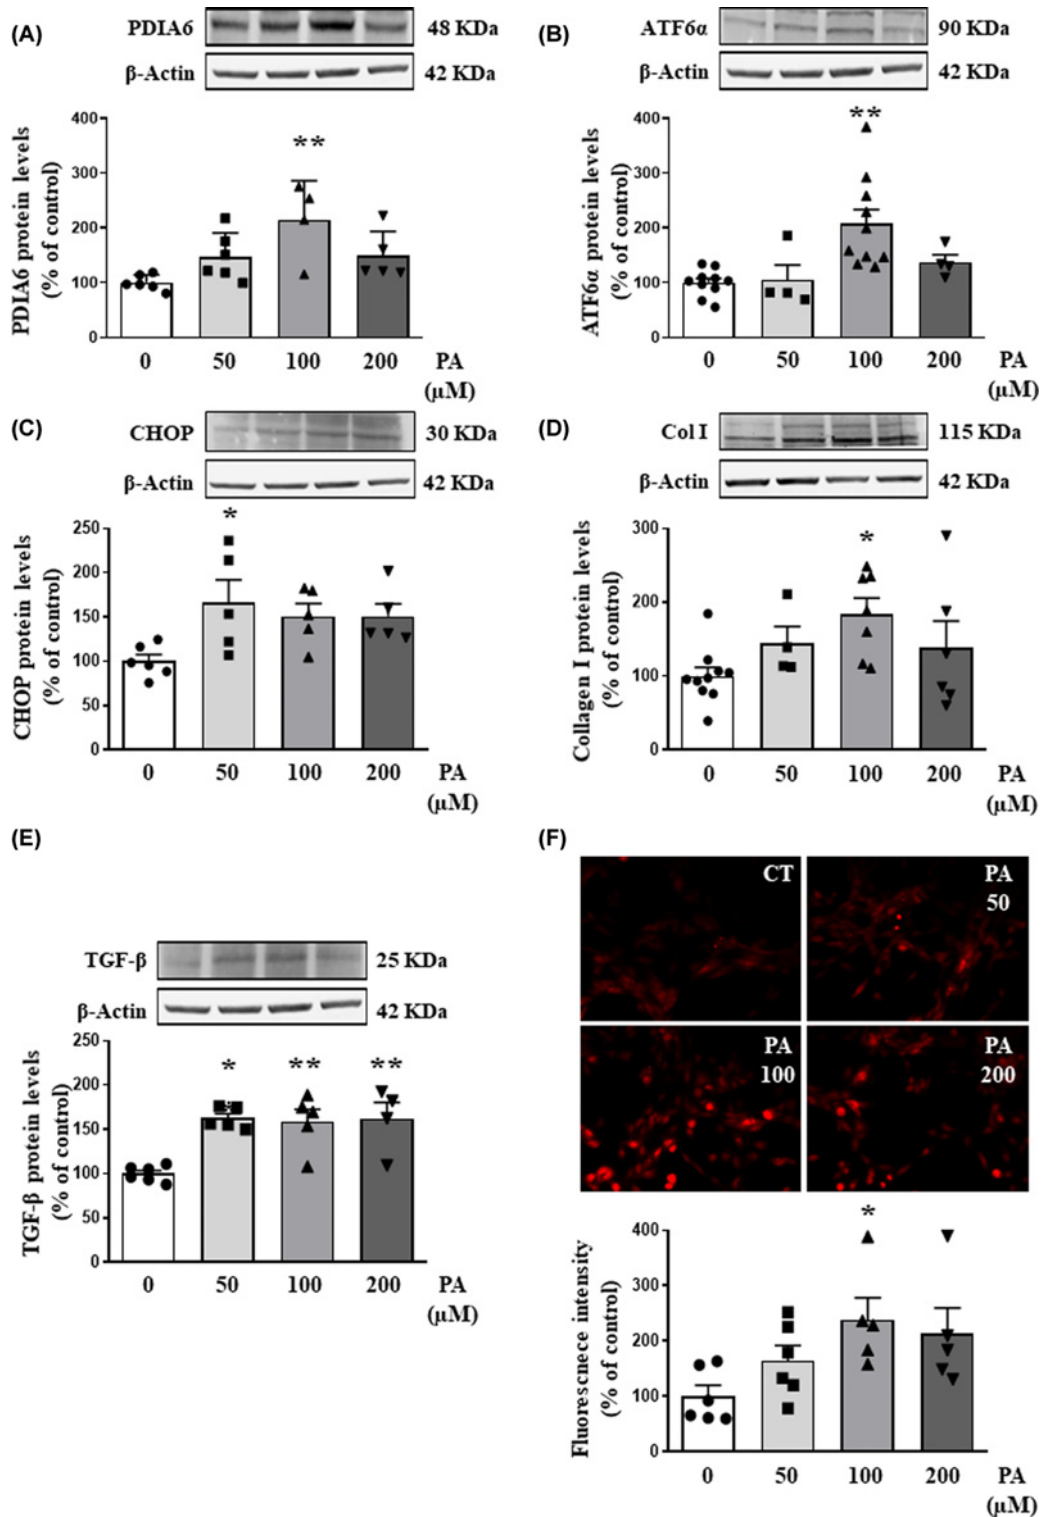 (A)
PDIA6
48 KDa
β-Actin
42 KDa
PDIA6 protein levels
(% of control)
400
300
200
100
0
**
0 50 100 200 PA
(µM)
(B)
ATF6α
90 KDa
β-Actin
42 KDa
ATF6α protein levels
(% of control)
400
300
200
100
0
**
0 50 100 200 PA
(µM)
(C)
CHOP
30 KDa
β-Actin
42 KDa
CHOP protein levels
(% of control)
250
200
150
100
50
0
*
0 50 100 200 PA
(µM)
(D)
Col I
115 KDa
β-Actin
42 KDa
Collagen I protein levels
(% of control)
300
200
100
0
*
0 50 100 200 PA
(µM)
(E)
TGF-β
25 KDa
β-Actin
42 KDa
TGF-β protein levels
(% of control)
250
200
150
100
50
0
* ** **
0 50 100 200 PA
(µM)
(F)
CT
PA
50
PA
100
PA
200
Fluorescnece intensity
(% of control)
400
300
200
100
0
*
0 50 100 200 PA
(µM)